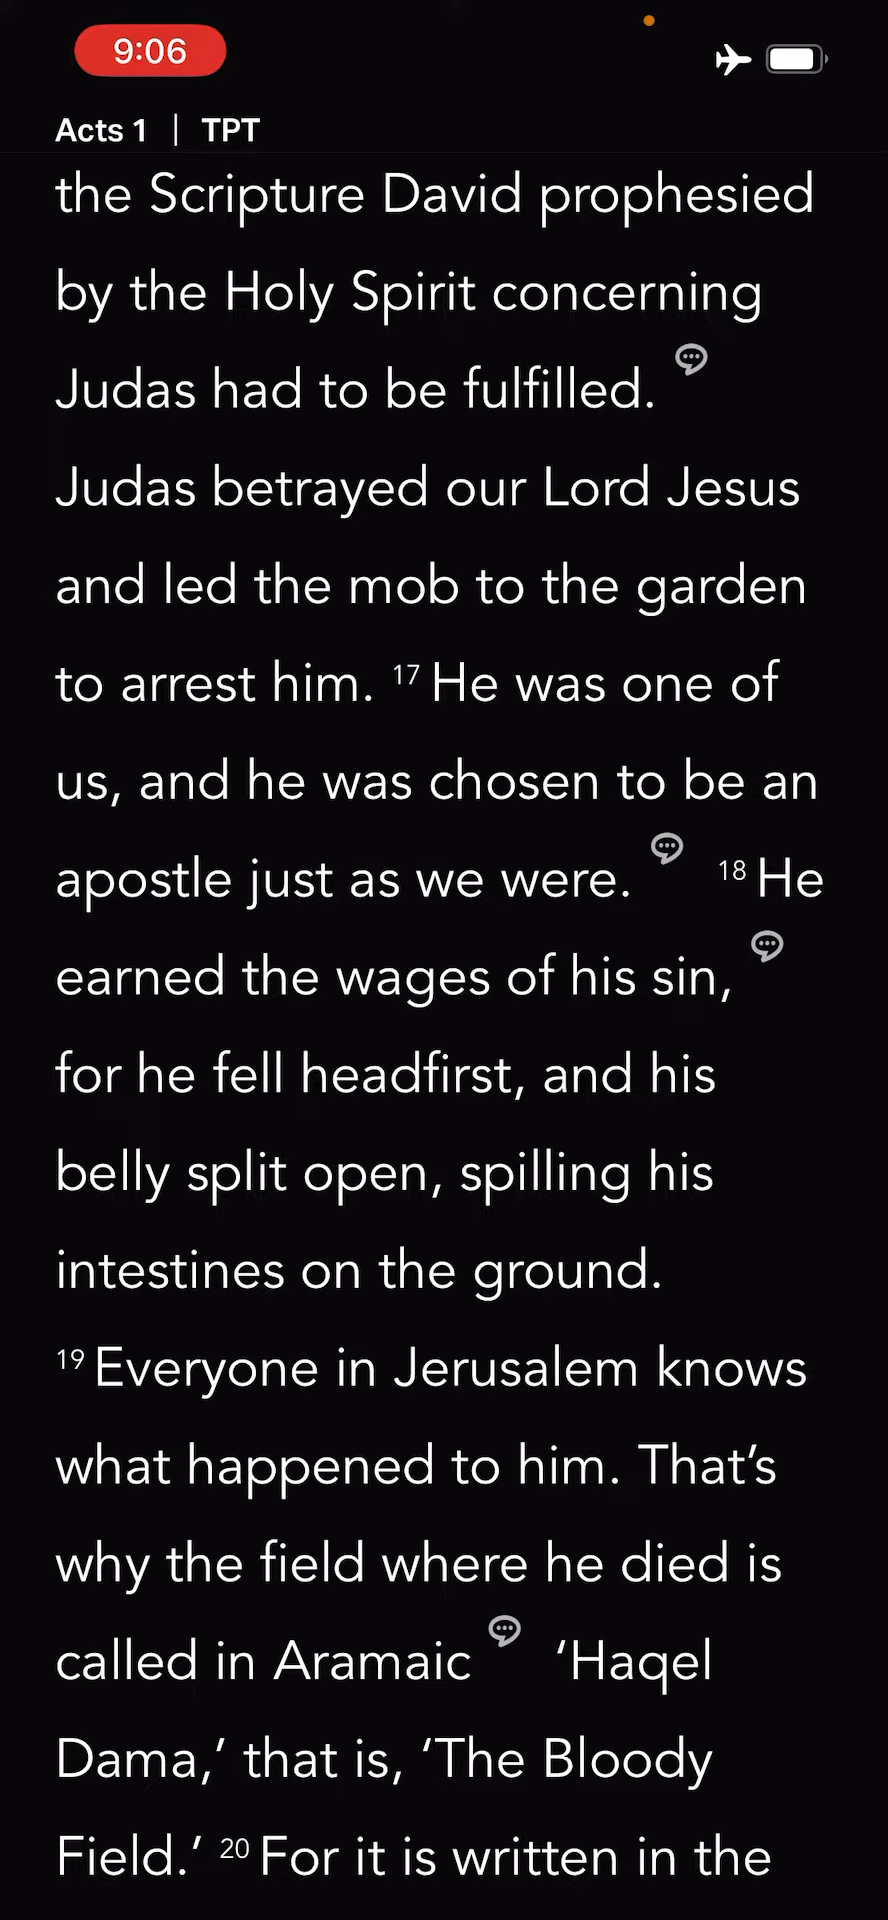 9:06
Acts 1 | TPT
the Scripture David prophesied
by the Holy Spirit concerning
Judas had to be fulfilled.
Judas betrayed our Lord Jesus
and led the mob to the garden
to arrest him. 17 He was one of
us, and he was chosen to be an
apostle just as we were. 18 He
earned the wages of his sin,
for he fell headfirst, and his
belly split open, spilling his
intestines on the ground.
19 Everyone in Jerusalem knows
what happened to him. That’s
why the field where he died is
called in Aramaic ‘Haqel
Dama,’ that is, ‘The Bloody
Field.’ 20 For it is written in the